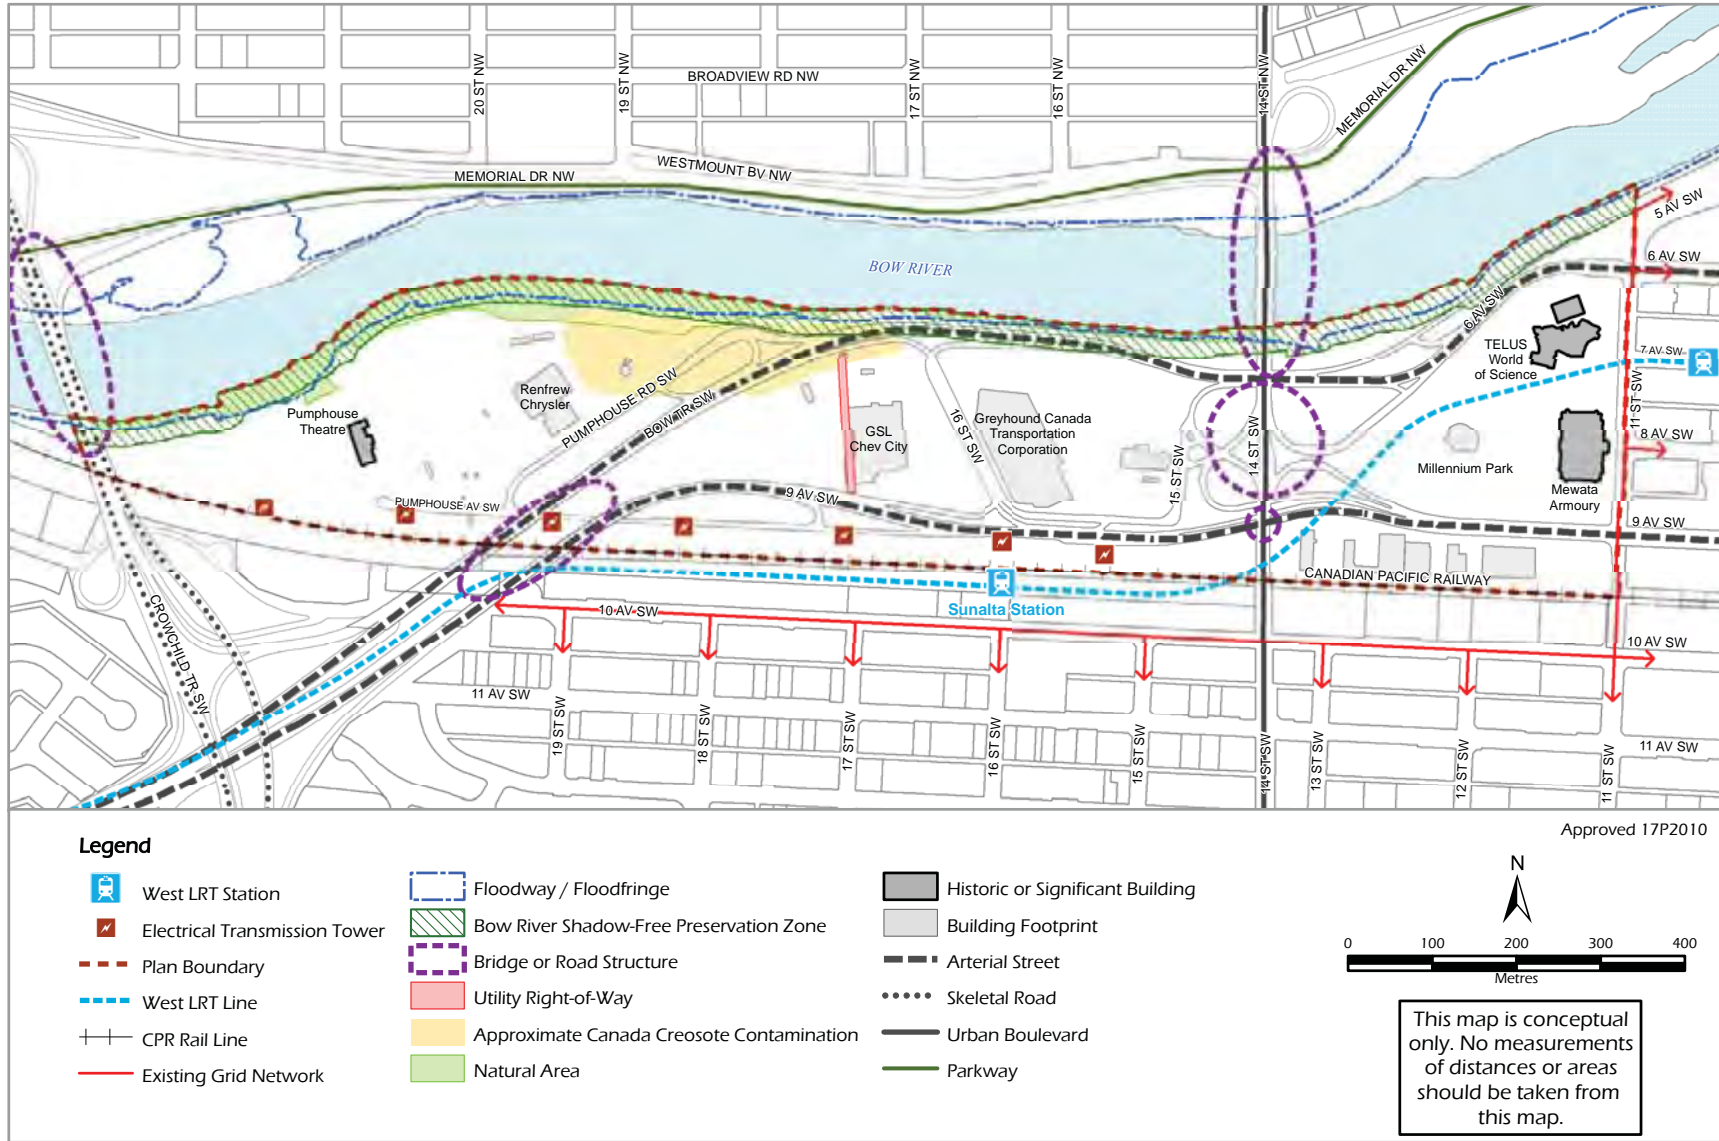 BROADVIEW RD NW
20 ST NW
19 ST NW
17 ST NW
16 ST NW
14 ST NW
MEMORIAL DR NW
WESTMOUNT BV NW
MEMORIAL DR NW
BOW RIVER
5 AV SW
6 AV SW
6 AV SW
7 AV SW
11 ST SW
8 AV SW
9 AV SW
TELUS
World
of Science
Pumphouse
Theatre
Renfrew
Chrysler
PUMPHOUSE RD SW
BOW TR SW
GSL
Chev City
16 ST SW
Greyhound Canada
Transportation
Corporation
15 ST SW
14 ST SW
Millennium Park
Mewata
Armoury
PUMPHOUSE AV SW
9 AV SW
CANADIAN PACIFIC RAILWAY
Sunalta Station
10 AV SW
10 AV SW
CROWCHILD TR SW
11 AV SW
11 AV SW
19 ST SW
18 ST SW
17 ST SW
16 ST SW
15 ST SW
14 ST SW
13 ST SW
12 ST SW
11 ST SW
Approved 17P2010
Legend
West LRT Station
Electrical Transmission Tower
Plan Boundary
West LRT Line
CPR Rail Line
Existing Grid Network
Floodway / Floodfringe
Bow River Shadow-Free Preservation Zone
Bridge or Road Structure
Utility Right-of-Way
Approximate Canada Creosote Contamination
Natural Area
Historic or Significant Building
Building Footprint
Arterial Street
Skeletal Road
Urban Boulevard
Parkway
N
0 100 200 300 400
Metres
This map is conceptual
only. No measurements
of distances or areas
should be taken from
this map.